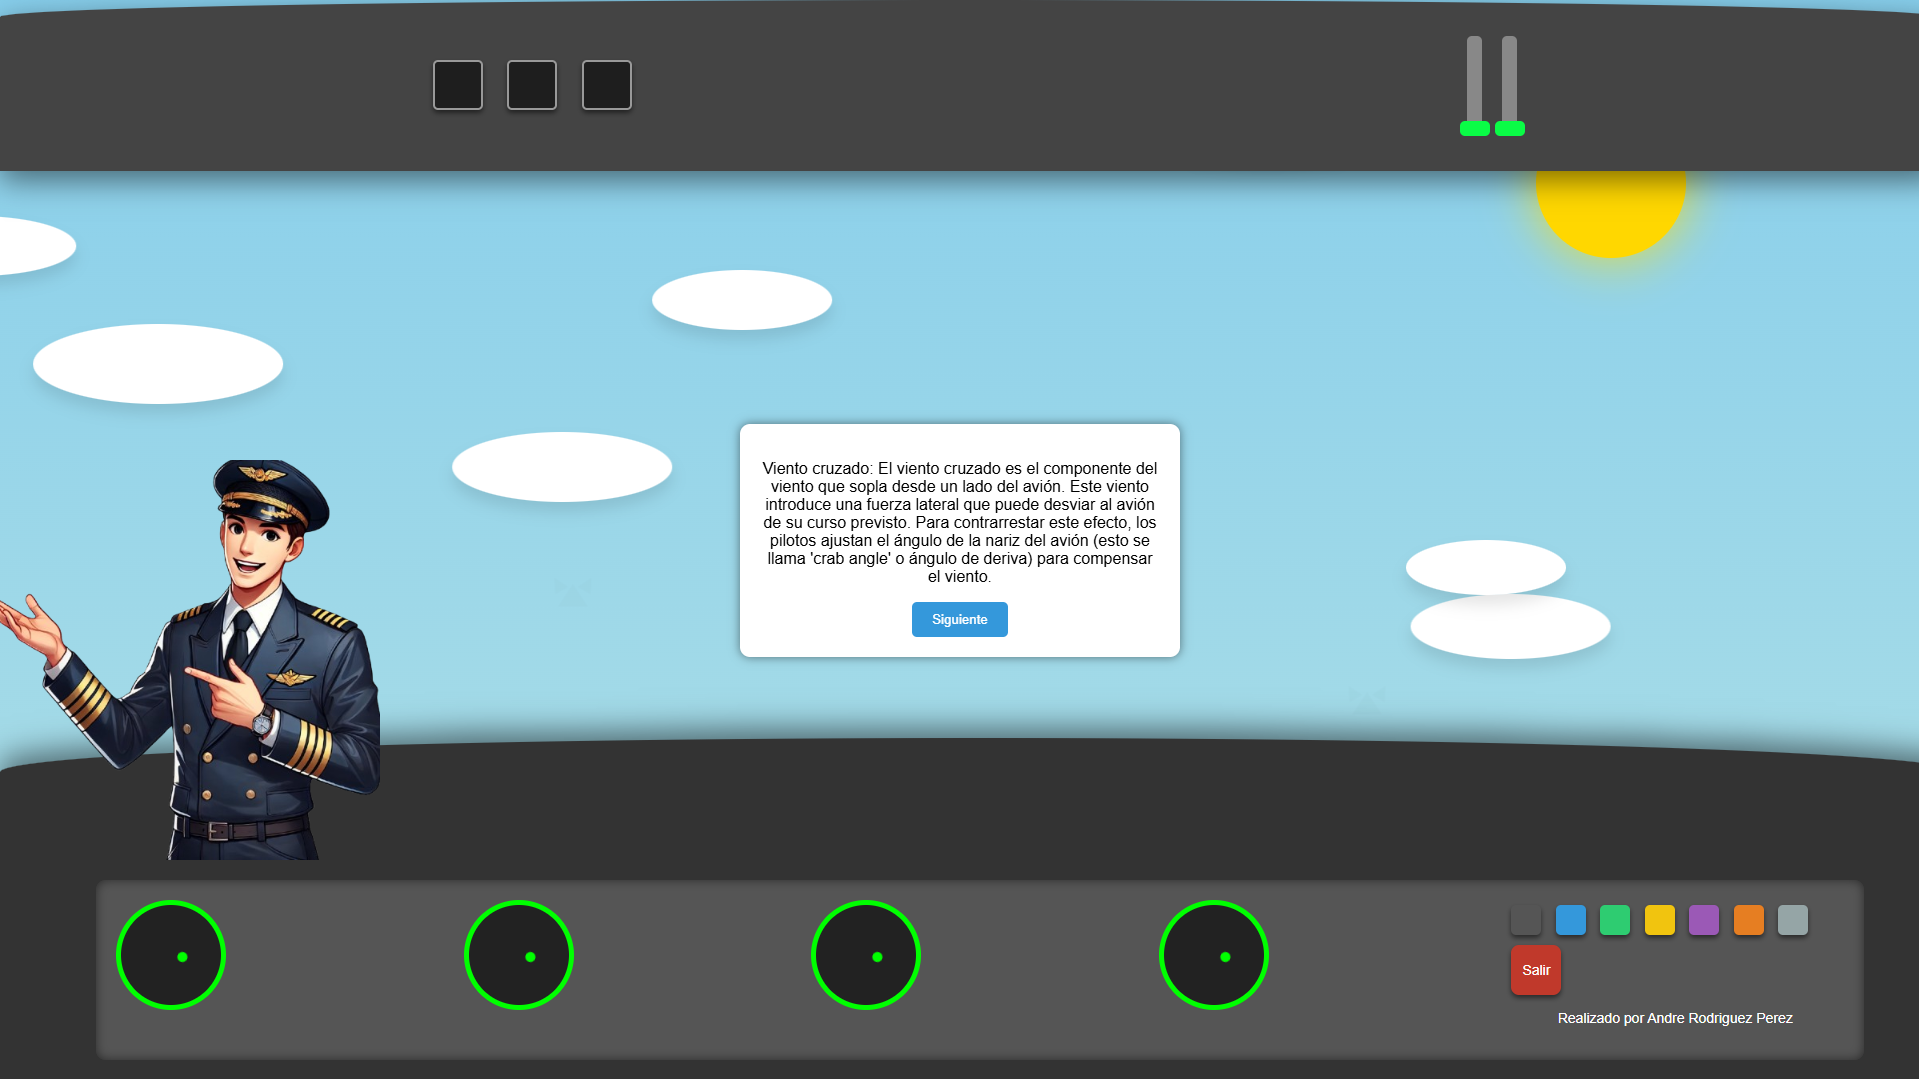 Viento cruzado: El viento cruzado es el componente del
viento que sopla desde un lado del avión. Este viento
introduce una fuerza lateral que puede desviar al avión
de su curso previsto. Para contrarrestar este efecto, los
pilotos ajustan el ángulo de la nariz del avión (esto se
llama 'crab angle' o ángulo de deriva) para compensar
el viento.
Siguiente
Salir
Realizado por Andre Rodriguez Perez